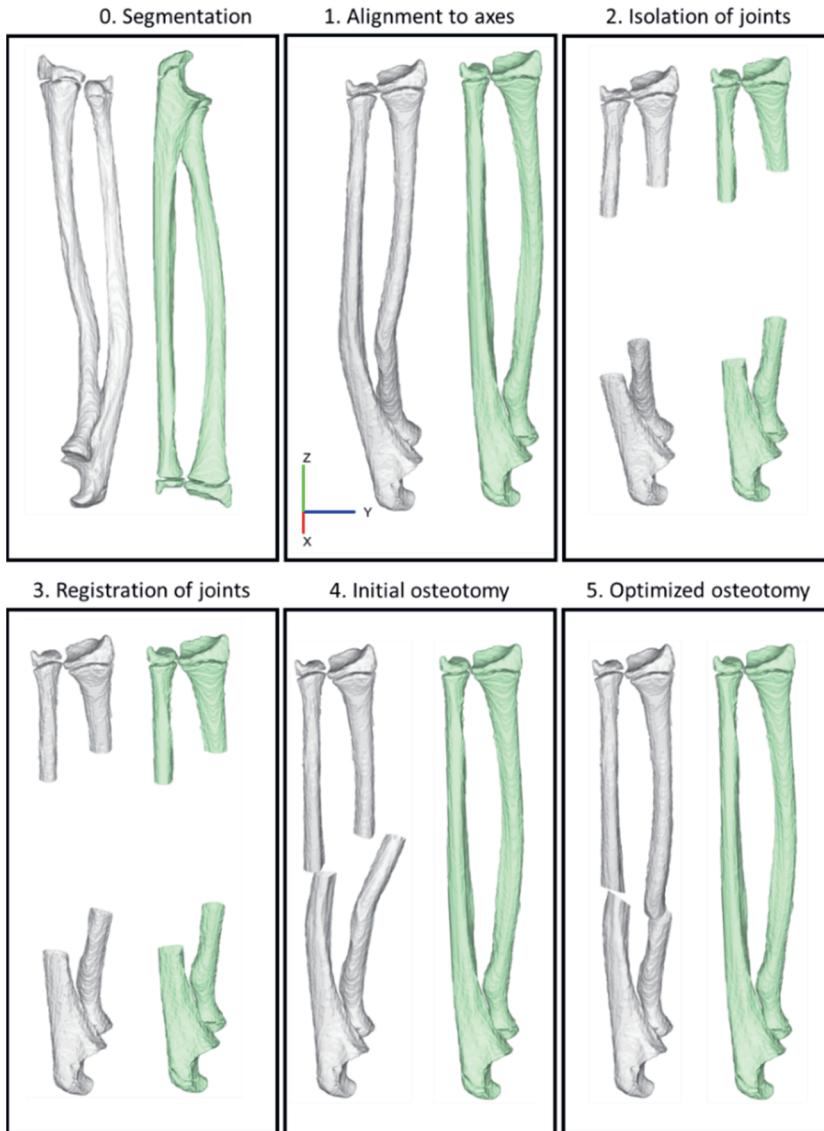 0. Segmentation
1. Alignment to axes
2. Isolation of joints
Z
Y
X
3. Registration of joints
4. Initial osteotomy
5. Optimized osteotomy